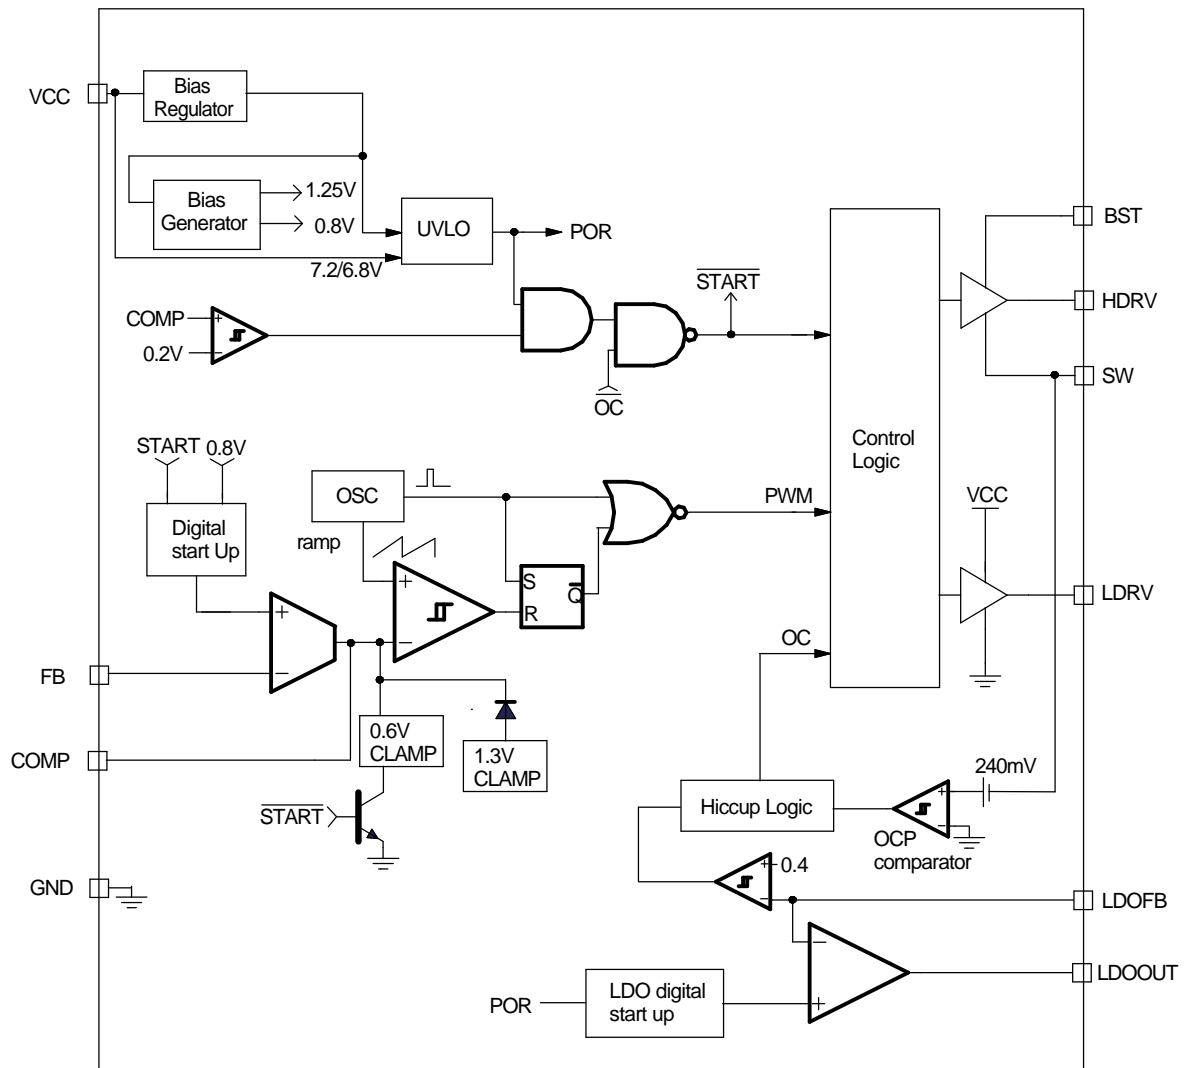 VCC
Bias
Regulator
Bias
Generator
1.25V
0.8V
UVLO
POR
7.2/6.8V
BST
HDRV
SW
START
COMP
+
0.2V
−
OC
Control
Logic
START 0.8V
Digital
start Up
OSC
ramp
PWM
VCC
+
−
S
R
Q
+
−
LDRV
OC
FB
0.6V
CLAMP
1.3V
CLAMP
COMP
START
240mV
Hiccup Logic
+
−
OCP
comparator
+
−
0.4
GND
LDOFB
−
+
LDOOUT
POR
LDO digital
start up